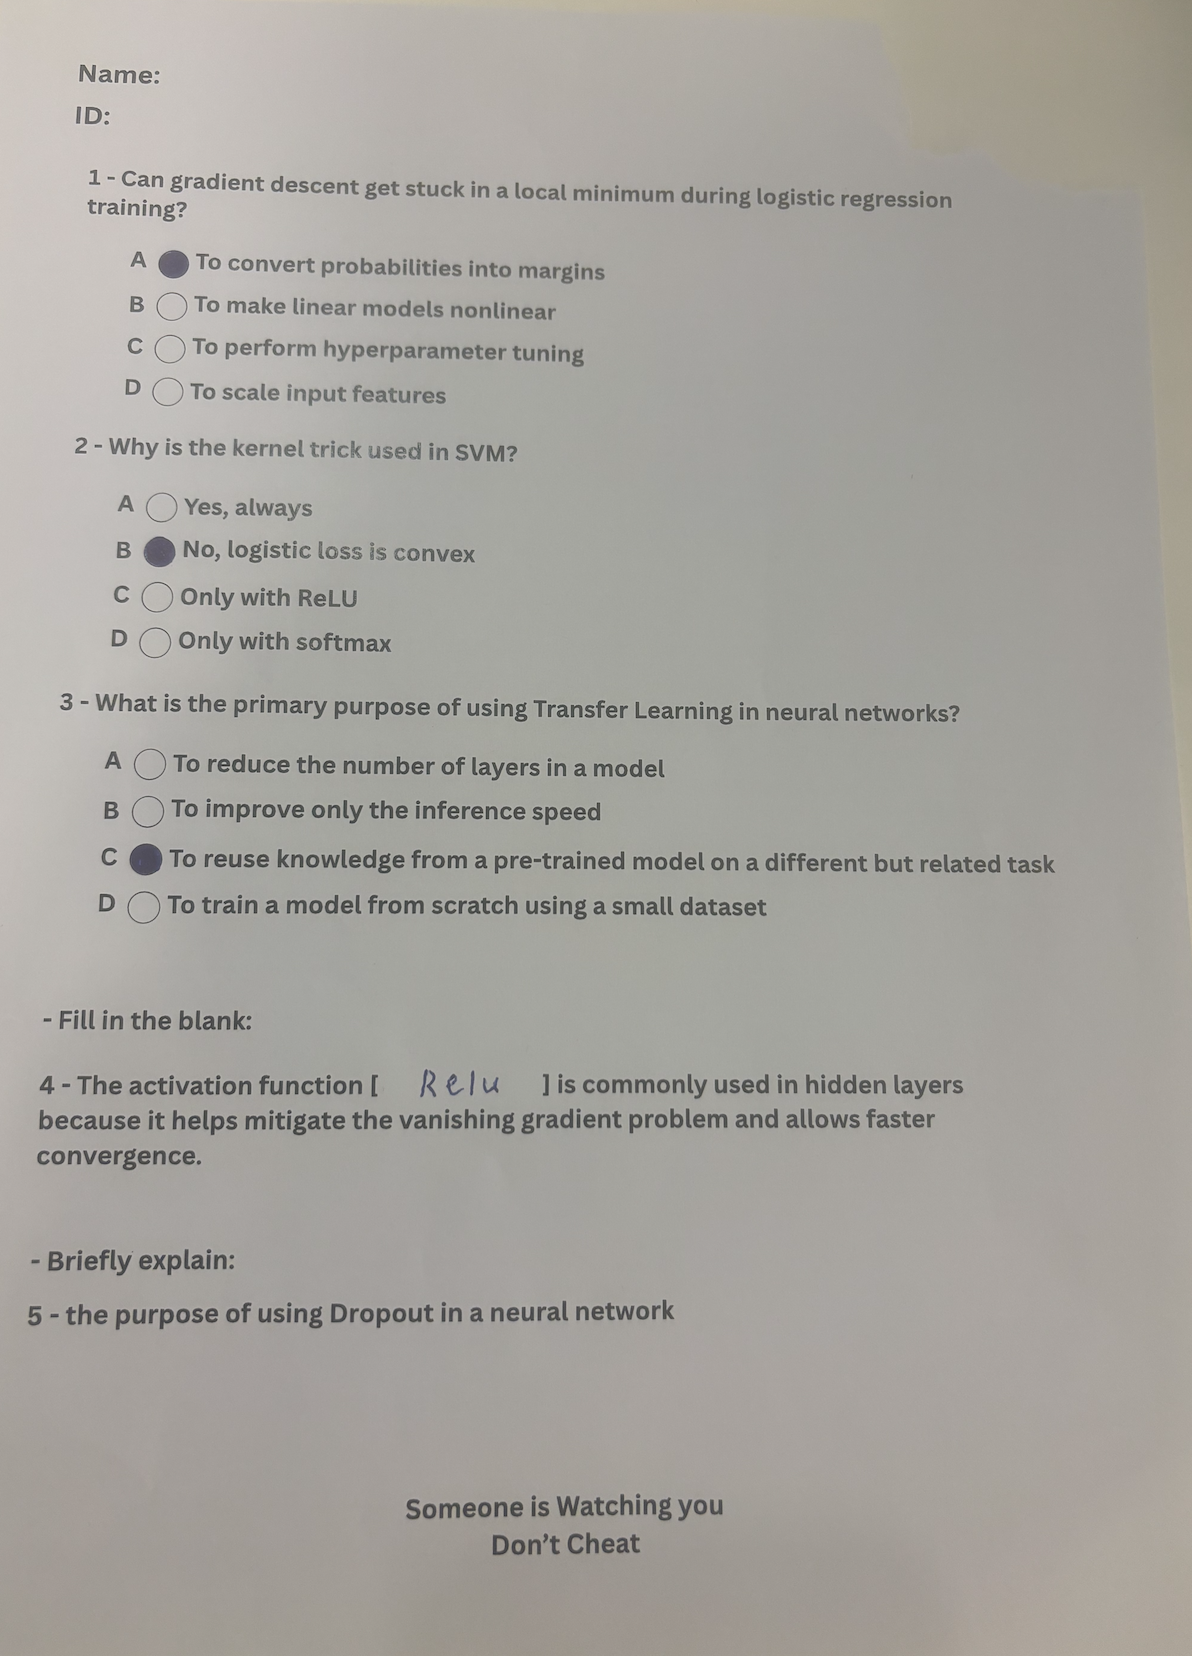 Name:
ID:
1 - Can gradient descent get stuck in a local minimum during logistic regression
training?
A To convert probabilities into margins
B To make linear models nonlinear
C To perform hyperparameter tuning
D To scale input features
2 - Why is the kernel trick used in SVM?
A Yes, always
B No, logistic loss is convex
C Only with ReLU
D Only with softmax
3 - What is the primary purpose of using Transfer Learning in neural networks?
A To reduce the number of layers in a model
B To improve only the inference speed
C To reuse knowledge from a pre-trained model on a different but related task
D To train a model from scratch using a small dataset
- Fill in the blank:
4 - The activation function [ Relu ] is commonly used in hidden layers
because it helps mitigate the vanishing gradient problem and allows faster
convergence.
- Briefly explain:
5 - the purpose of using Dropout in a neural network
Someone is Watching you
Don't Cheat